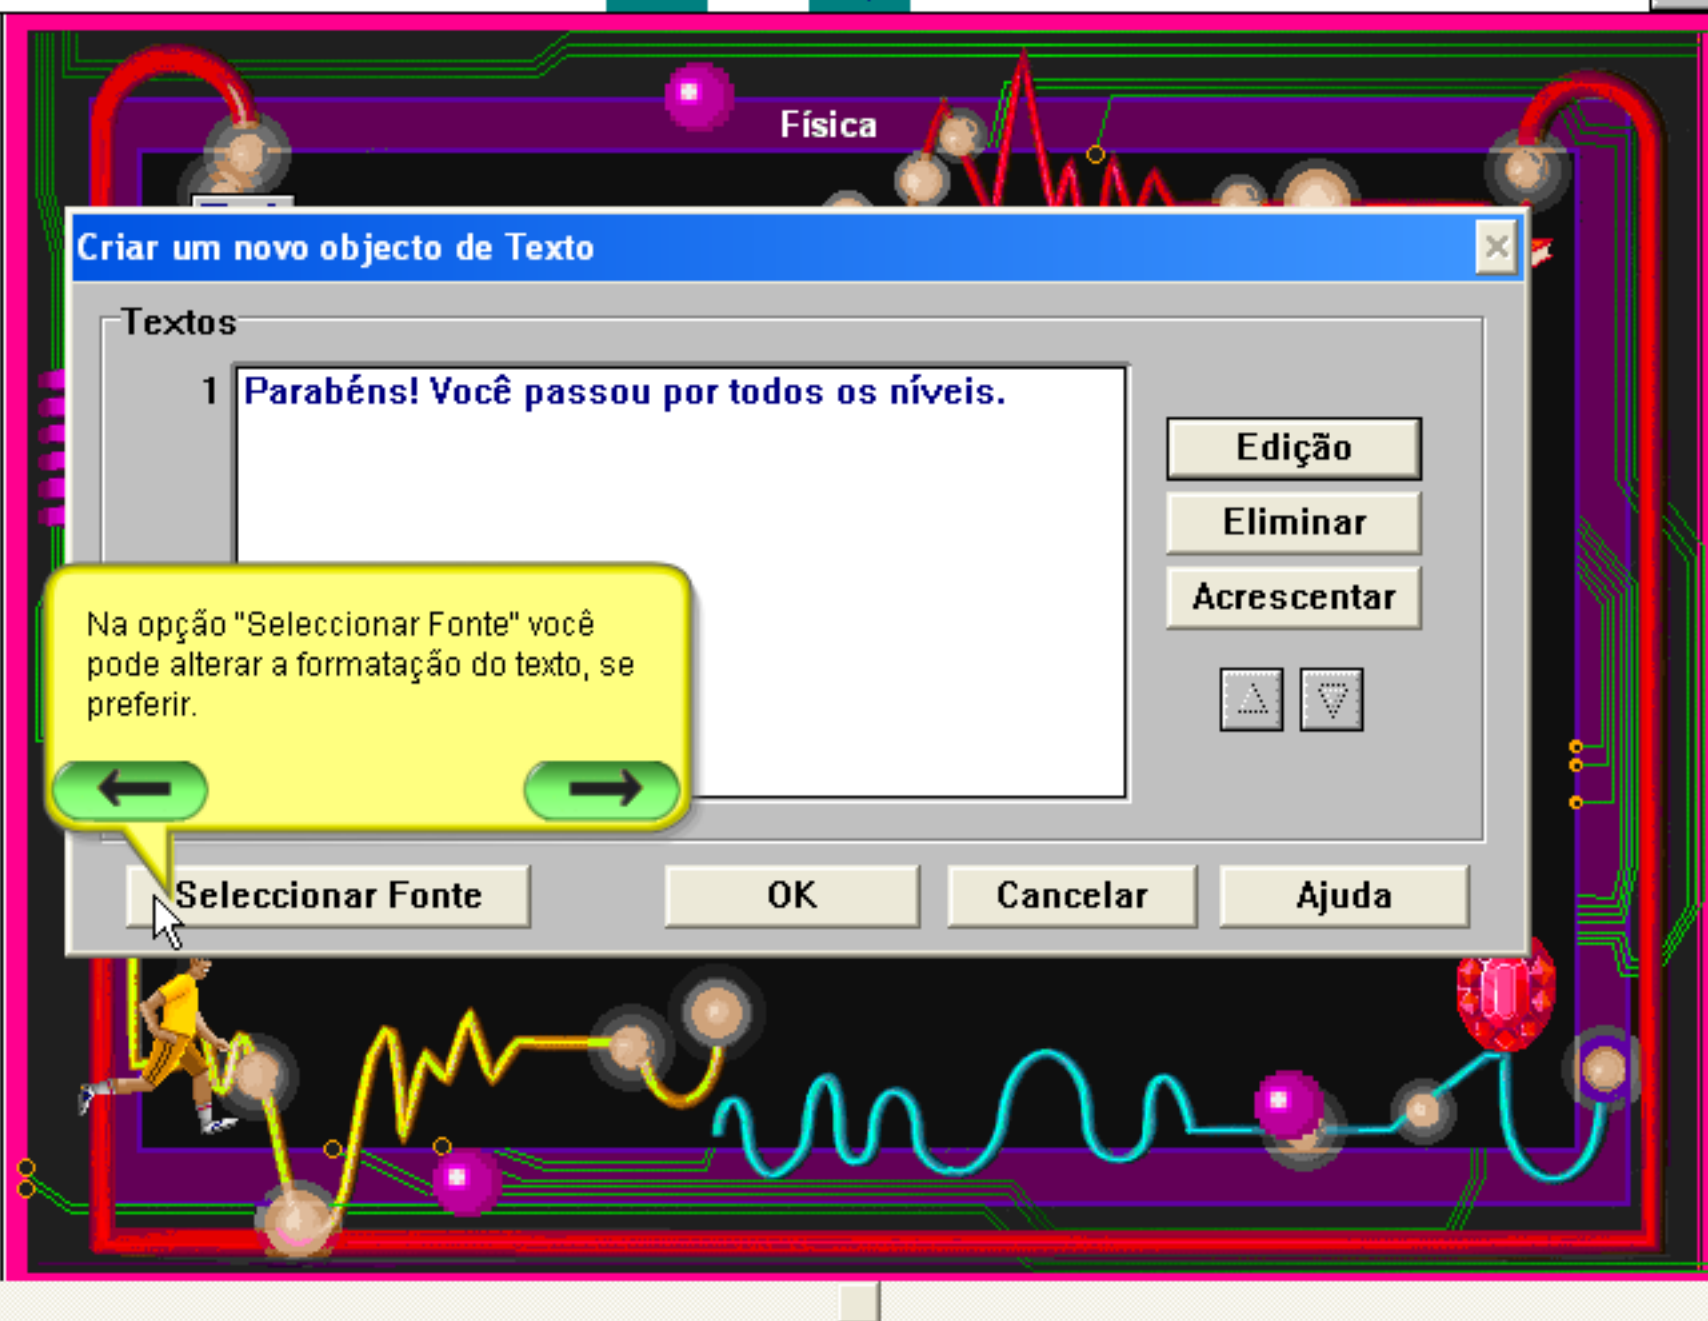 Física
Criar um novo objecto de Texto
Textos
1 Parabéns! Você passou por todos os níveis.
Edição
Eliminar
Acrescentar
Na opção "Seleccionar Fonte" você
pode alterar a formatação do texto, se
preferir.
Seleccionar Fonte
OK
Cancelar
Ajuda